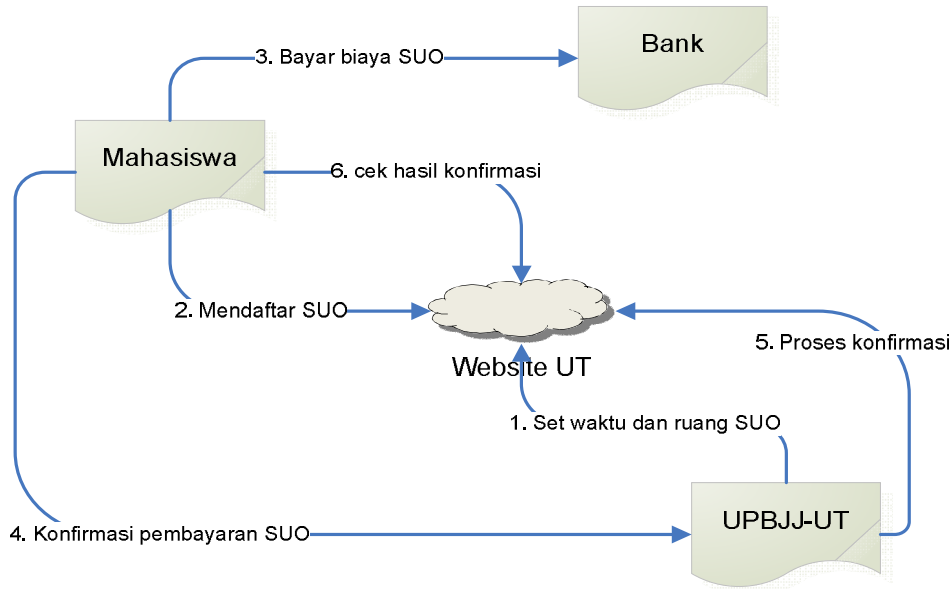 Bank
3. Bayar biaya SUO
Mahasiswa
6. cek hasil konfirmasi
2. Mendaftar SUO
Website UT
5. Proses konfirmasi
1. Set waktu dan ruang SUO
UPBJJ-UT
4. Konfirmasi pembayaran SUO